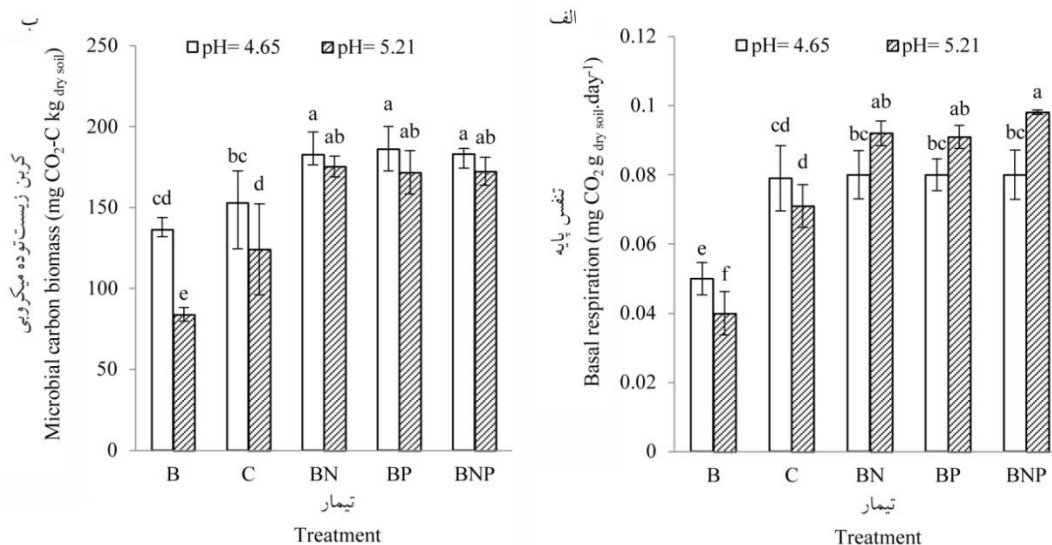 ب
250
200
150
100
50
0
کربن زیست‌توده میکروبی
Microbial carbon biomass (mg CO₂-C kg dry soil)
pH= 4.65 pH= 5.21
cd e bc d a ab a ab a ab
B C BN BP BNP
تیمار
Treatment
الف
0.12
0.1
0.08
0.06
0.04
0.02
0
تنفس پایه
Basal respiration (mg CO₂ g dry soil.day⁻¹)
pH= 4.65 pH= 5.21
e f cd d bc ab bc ab bc a
B C BN BP BNP
تیمار
Treatment